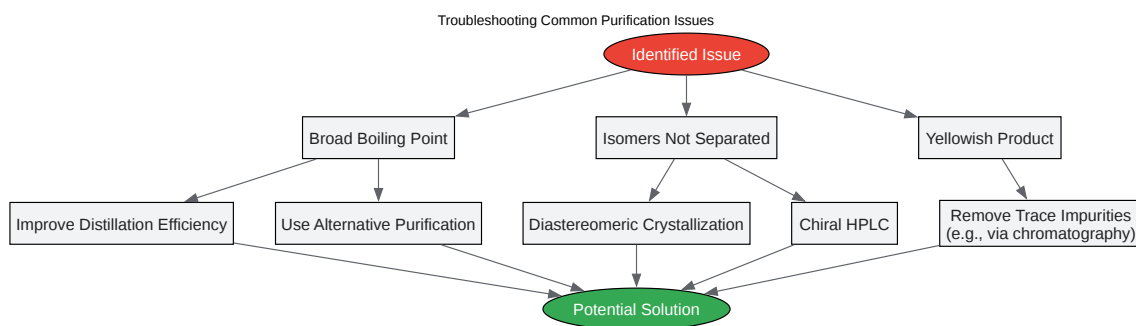 Troubleshooting Common Purification Issues
Identified Issue
Broad Boiling Point
Isomers Not Separated
Yellowish Product
Improve Distillation Efficiency
Use Alternative Purification
Diastereomeric Crystallization
Chiral HPLC
Remove Trace Impurities
(e.g., via chromatography)
Potential Solution